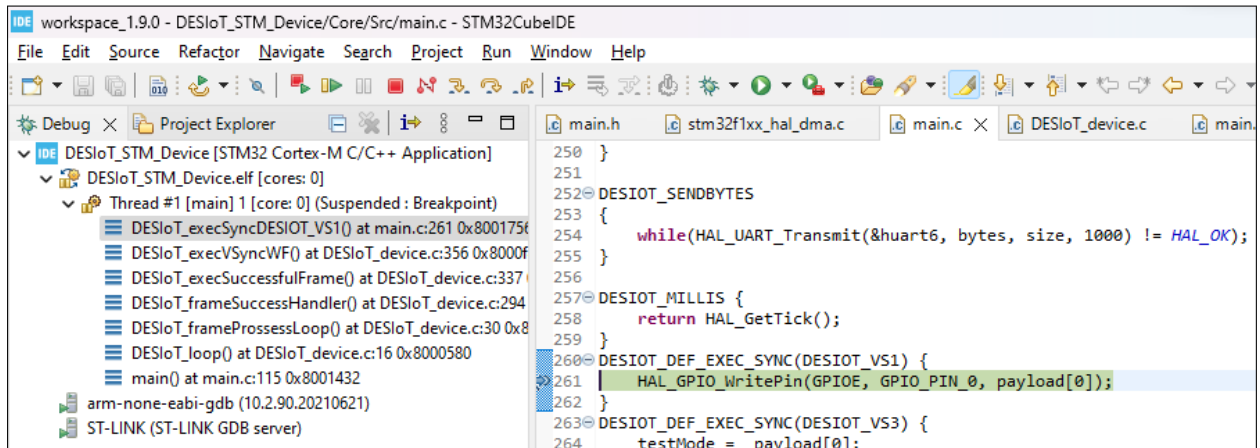 IDE workspace_1.9.0 - DESIoT_STM_Device/Core/Src/main.c - STM32CubeIDE
File Edit Source Refactor Navigate Search Project Run Window Help
Debug Project Explorer
main.h stm32f1xx_hal_dma.c main.c DESIoT_device.c main.
IDE DESIoT_STM_Device [STM32 Cortex-M C/C++ Application]
DESIoT_STM_Device.elf [cores: 0]
Thread #1 [main] 1 [core: 0] (Suspended : Breakpoint)
DESIoT_execSyncDESIOT_VS1() at main.c:261 0x8001756
DESIoT_execVSyncWF() at DESIoT_device.c:356 0x8000f
DESIoT_execSuccessfulFrame() at DESIoT_device.c:337
DESIoT_frameSuccessHandler() at DESIoT_device.c:294
DESIoT_frameProssessLoop() at DESIoT_device.c:30 0x8
DESIoT_loop() at DESIoT_device.c:16 0x8000580
main() at main.c:115 0x8001432
arm-none-eabi-gdb (10.2.90.20210621)
ST-LINK (ST-LINK GDB server)
250 }
251
252 DESIOT_SENDBYTES
253 {
254 while(HAL_UART_Transmit(&huart6, bytes, size, 1000) != HAL_OK);
255 }
256
257 DESIOT_MILLIS {
258 return HAL_GetTick();
259 }
260 DESIOT_DEF_EXEC_SYNC(DESIOT_VS1) {
261 HAL_GPIO_WritePin(GPIOE, GPIO_PIN_0, payload[0]);
262 }
263 DESIOT_DEF_EXEC_SYNC(DESIOT_VS3) {
264 testMode = payload[0];